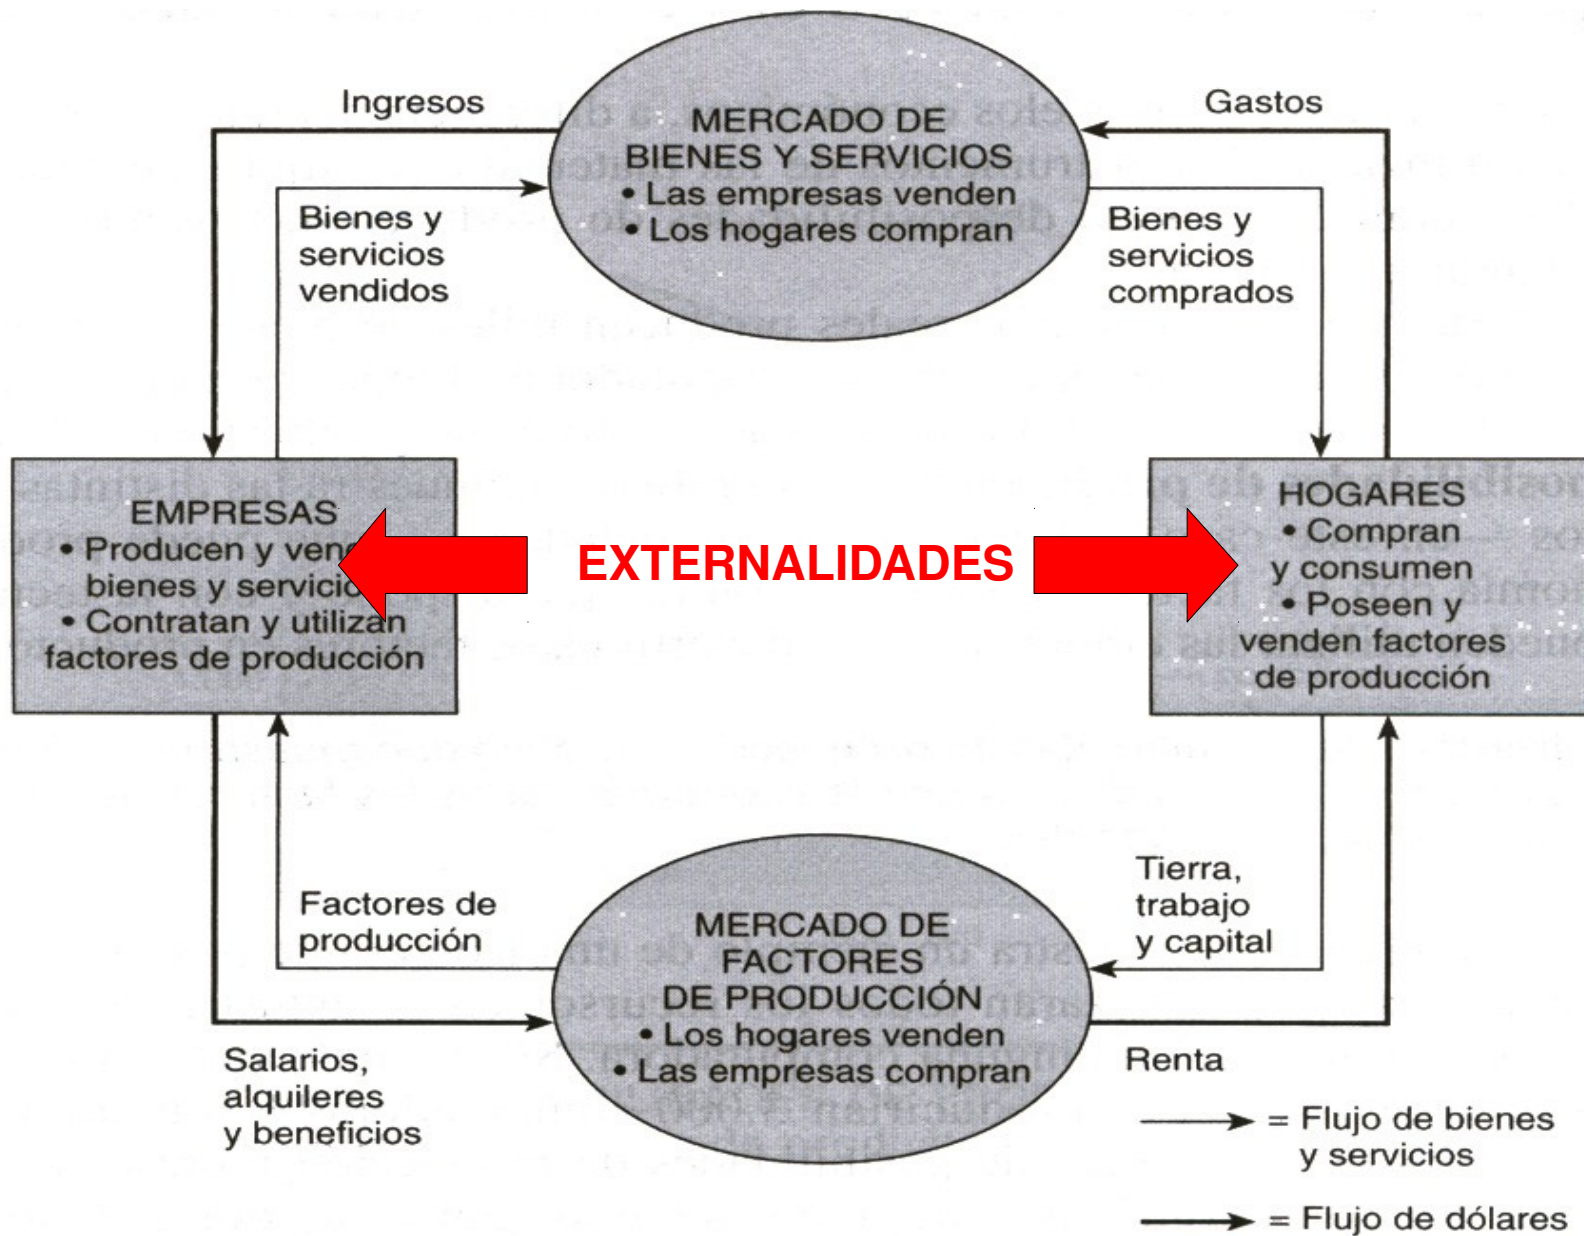 Ingresos
MERCADO DE
BIENES Y SERVICIOS
• Las empresas venden
• Los hogares compran
Gastos
Bienes y
servicios
vendidos
Bienes y
servicios
comprados
EMPRESAS
• Producen y
bienes y
• Contratan y utilizan
factores de producción
EXTERNALIDADES
HOGARES
• Compran
y consumen
• Poseen y
venden factores
de producción
Factores de
producción
MERCADO DE
FACTORES
DE PRODUCCIÓN
• Los hogares venden
• Las empresas compran
Tierra,
trabajo
y capital
Salarios,
alquileres
y beneficios
Renta
= Flujo de bienes
y servicios
= Flujo de dólares